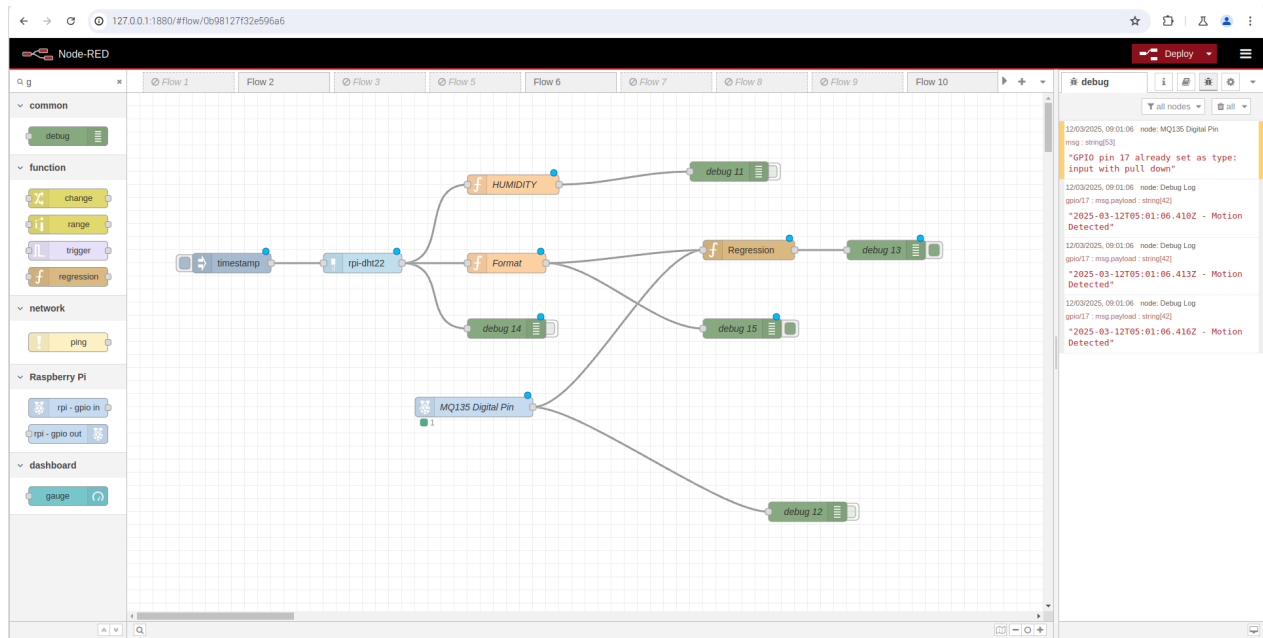 127.0.0.1:1880/#flow/0b98127f32e596a6
Node-RED
Deploy
g
Flow 1
Flow 2
Flow 3
Flow 5
Flow 6
Flow 7
Flow 8
Flow 9
Flow 10
debug
all nodes
all
common
debug
function
change
range
trigger
regression
network
ping
Raspberry Pi
rpi - gpio in
rpi - gpio out
dashboard
gauge
HUMIDITY
debug 11
timestamp
rpi-dht22
Format
Regression
debug 13
debug 14
debug 15
MQ135 Digital Pin
1
debug 12
12/03/2025, 09:01:06 node: MQ135 Digital Pin
msg : string[53]
"GPIO pin 17 already set as type:
input with pull down"
12/03/2025, 09:01:06 node: Debug Log
gpio/17 : msg.payload : string[42]
"2025-03-12T05:01:06.410Z - Motion
Detected"
12/03/2025, 09:01:06 node: Debug Log
gpio/17 : msg.payload : string[42]
"2025-03-12T05:01:06.413Z - Motion
Detected"
12/03/2025, 09:01:06 node: Debug Log
gpio/17 : msg.payload : string[42]
"2025-03-12T05:01:06.416Z - Motion
Detected"